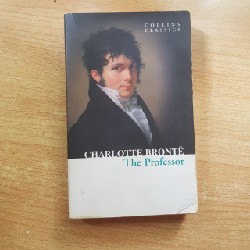 COLLINS
CLASSICS
CHARLOTTE BRONTË
The Professor